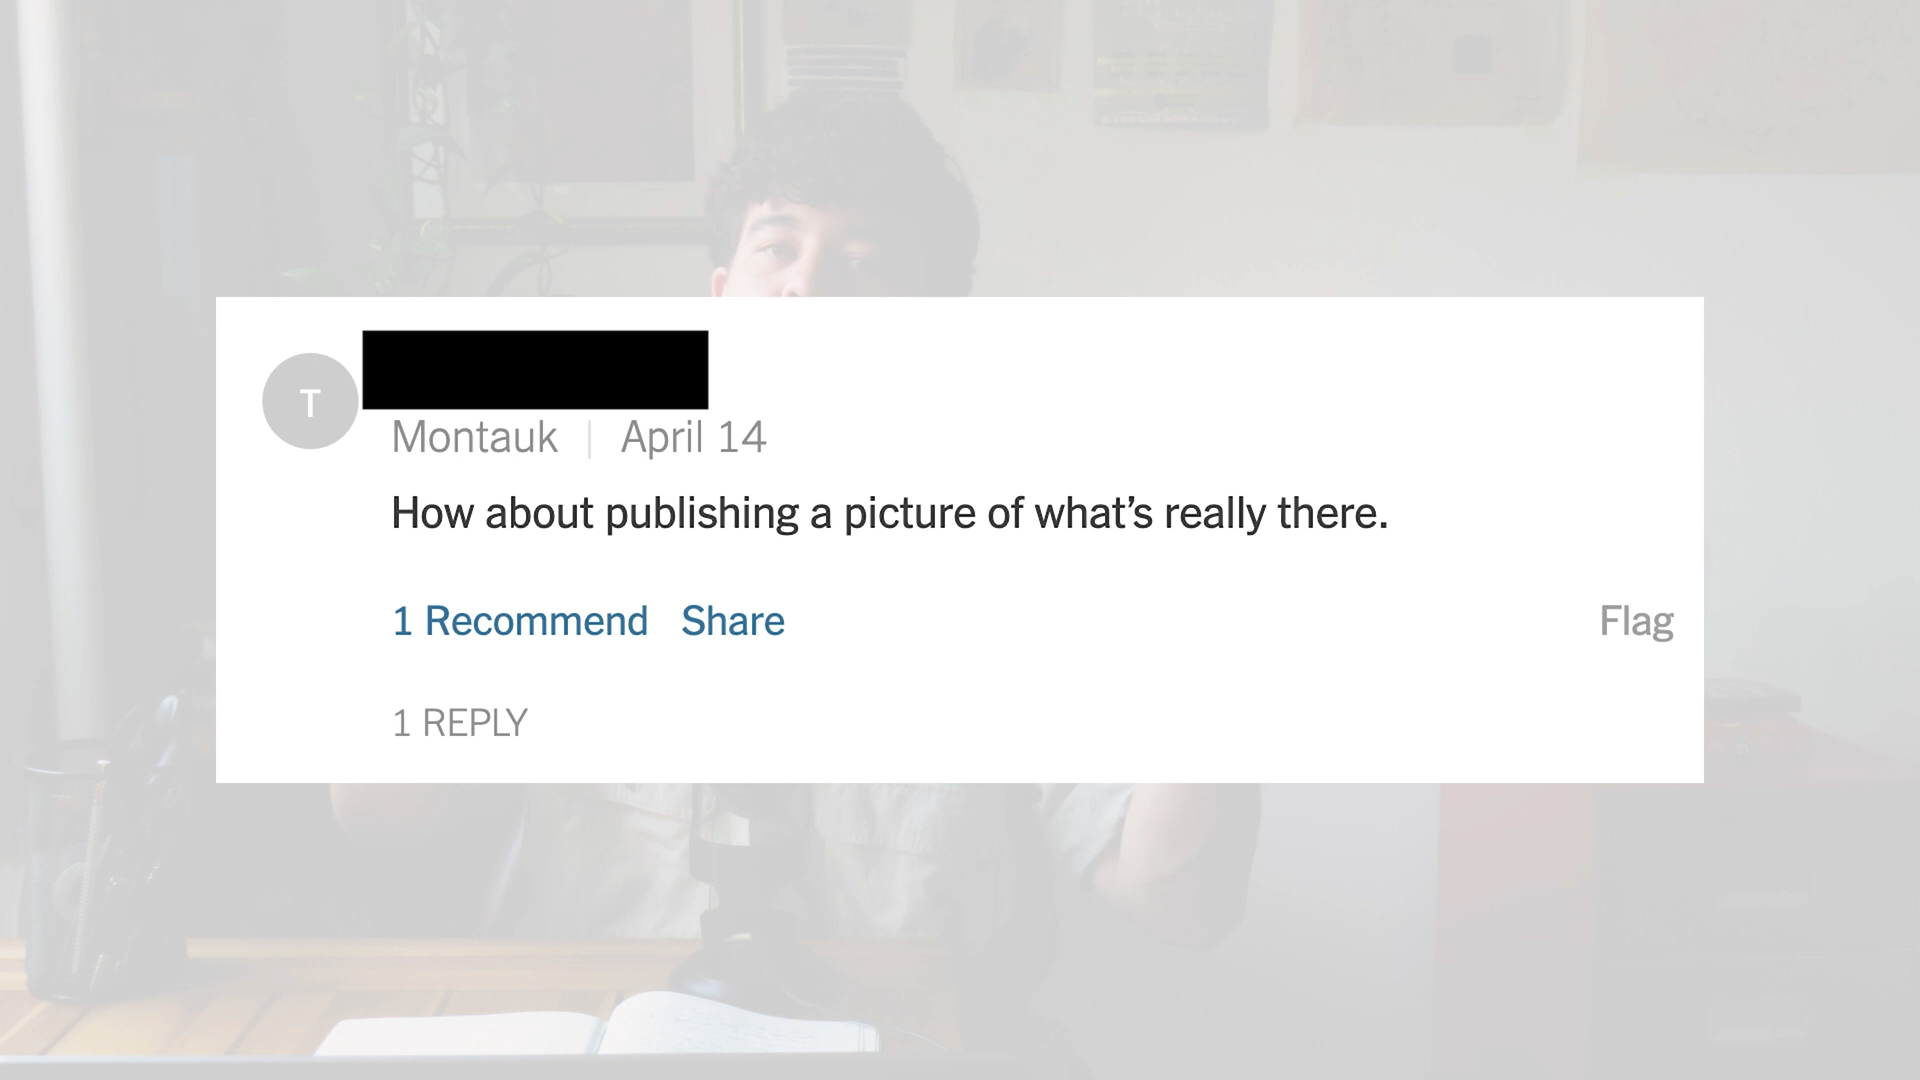 T
Montauk | April 14
How about publishing a picture of what’s really there.
1 Recommend Share Flag
1 REPLY